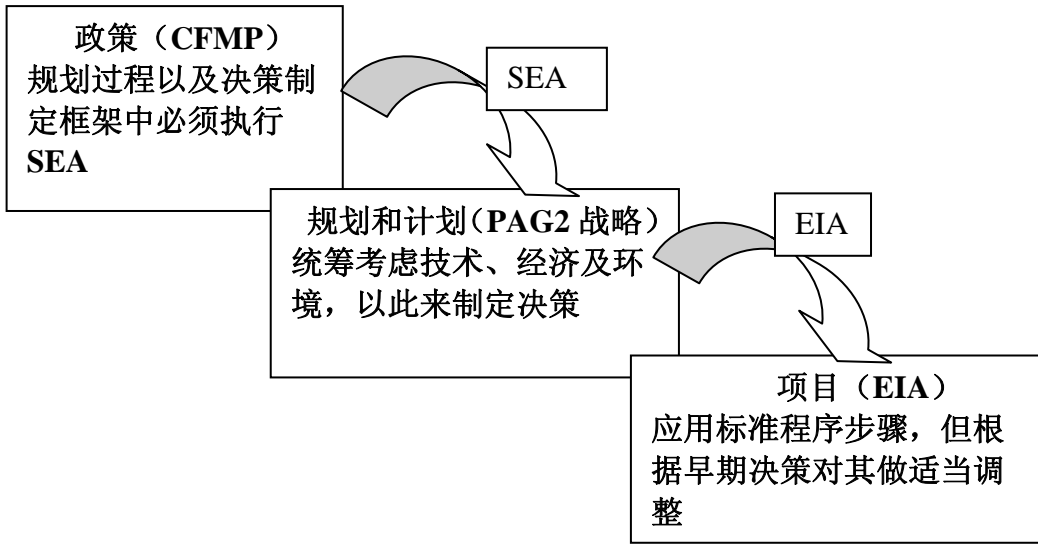 政策（CFMP）
规划过程以及决策制
定框架中必须执行
SEA
SEA
规划和计划（PAG2 战略）
统筹考虑技术、经济及环
境，以此来制定决策
EIA
项目（EIA）
应用标准程序步骤，但根
据早期决策对其做适当调
整